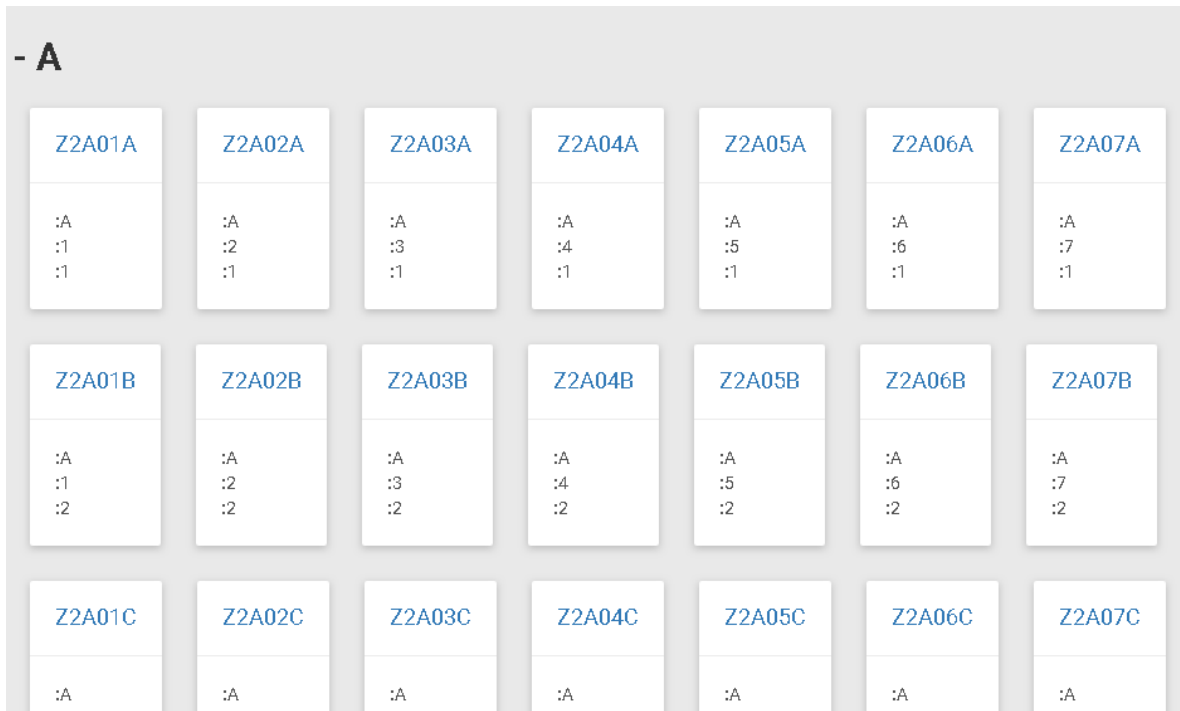 - A
Z2A01A Z2A02A Z2A03A Z2A04A Z2A05A Z2A06A Z2A07A
:A :A :A :A :A :A :A
:1 :2 :3 :4 :5 :6 :7
:1 :1 :1 :1 :1 :1 :1
Z2A01B Z2A02B Z2A03B Z2A04B Z2A05B Z2A06B Z2A07B
:A :A :A :A :A :A :A
:1 :2 :3 :4 :5 :6 :7
:2 :2 :2 :2 :2 :2 :2
Z2A01C Z2A02C Z2A03C Z2A04C Z2A05C Z2A06C Z2A07C
:A :A :A :A :A :A :A